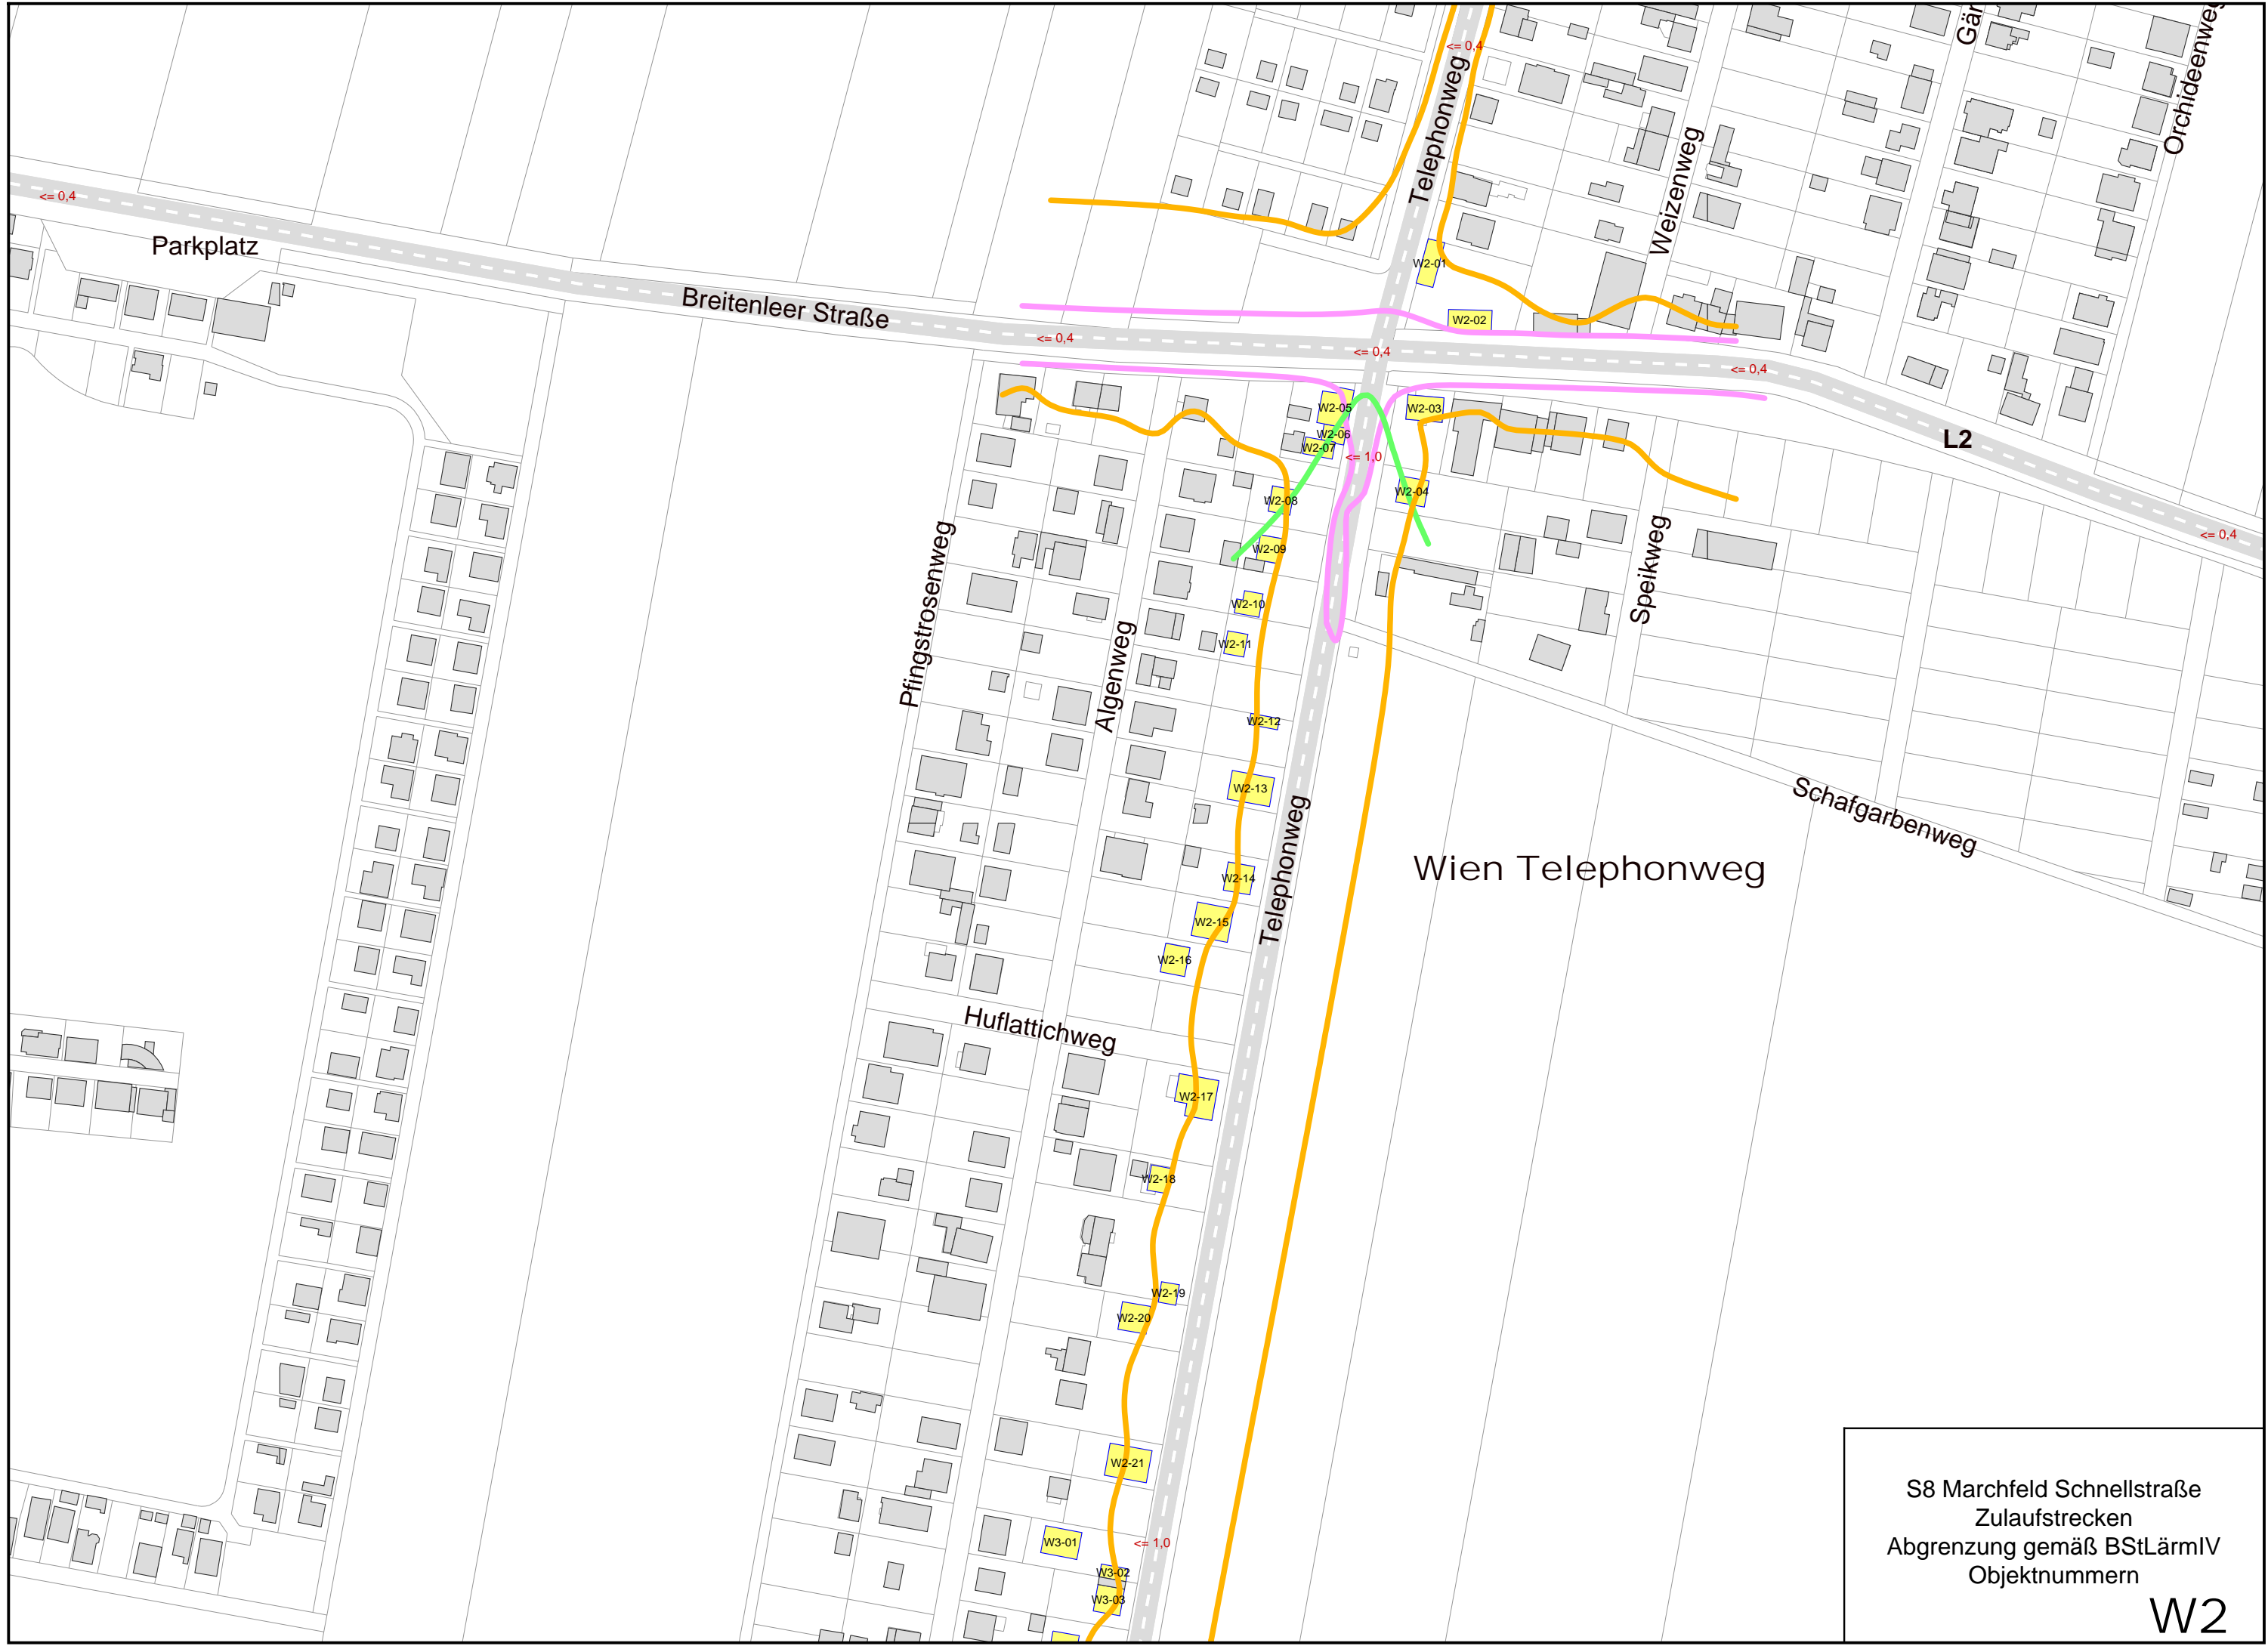 <= 0,4
Telephonweg
Gär
Orchideenweg
Weizenweg
<= 0,4
Parkplatz
W2-01
Breitenleer Straße
W2-02
<= 0,4
<= 0,4
<= 0,4
W2-05
W2-03
W2-06
W2-07
<= 1,0
L2
W2-04
W2-08
<= 0,4
W2-09
Pfingstrosenweg
Speikweg
W2-10
W2-11
Algenweg
W2-12
W2-13
Schafgarbenweg
Telephonweg
Wien Telephonweg
W2-14
W2-15
W2-16
Huflattichweg
W2-17
W2-18
W2-19
W2-20
W2-21
W3-01
<= 1,0
W3-02
W3-03
S8 Marchfeld Schnellstraße
Zulaufstrecken
Abgrenzung gemäß BStLärmIV
Objektnummern
W2